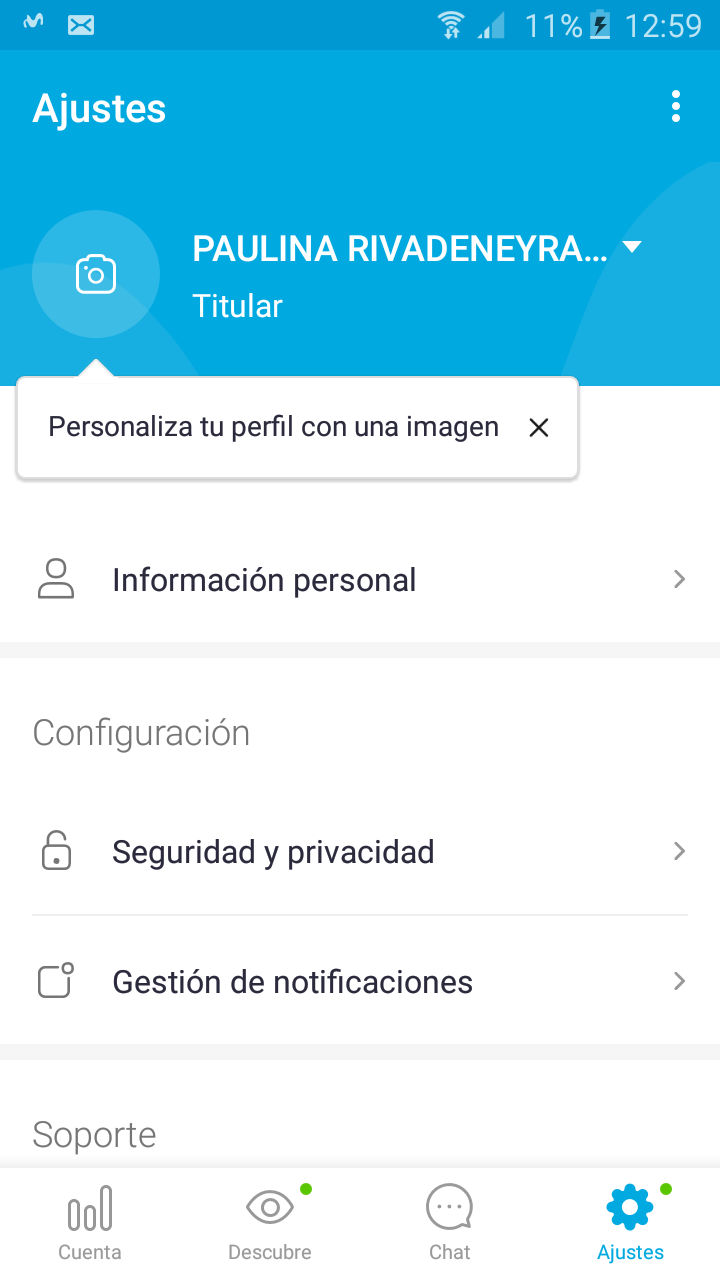 11% 12:59
Ajustes
PAULINA RIVADENEYRA...
Titular
Personaliza tu perfil con una imagen
Información personal
Configuración
Seguridad y privacidad
Gestión de notificaciones
Soporte
Cuenta Descubre Chat Ajustes